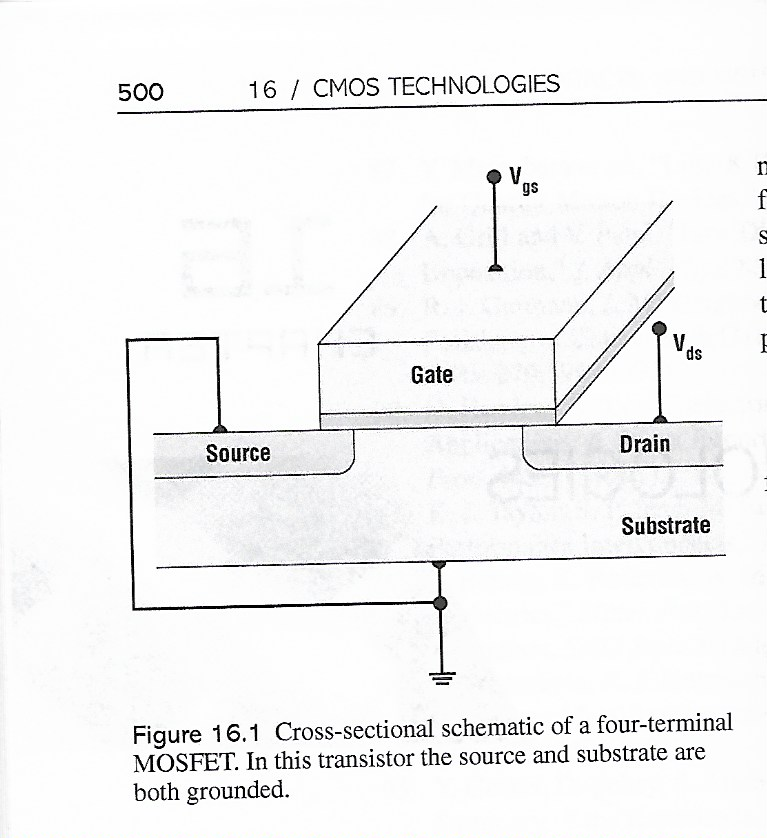 500 16 / CMOS TECHNOLOGIES
Vgs
Vds
Gate
Source
Drain
Substrate
Figure 16.1 Cross-sectional schematic of a four-terminal
MOSFET. In this transistor the source and substrate are
both grounded.